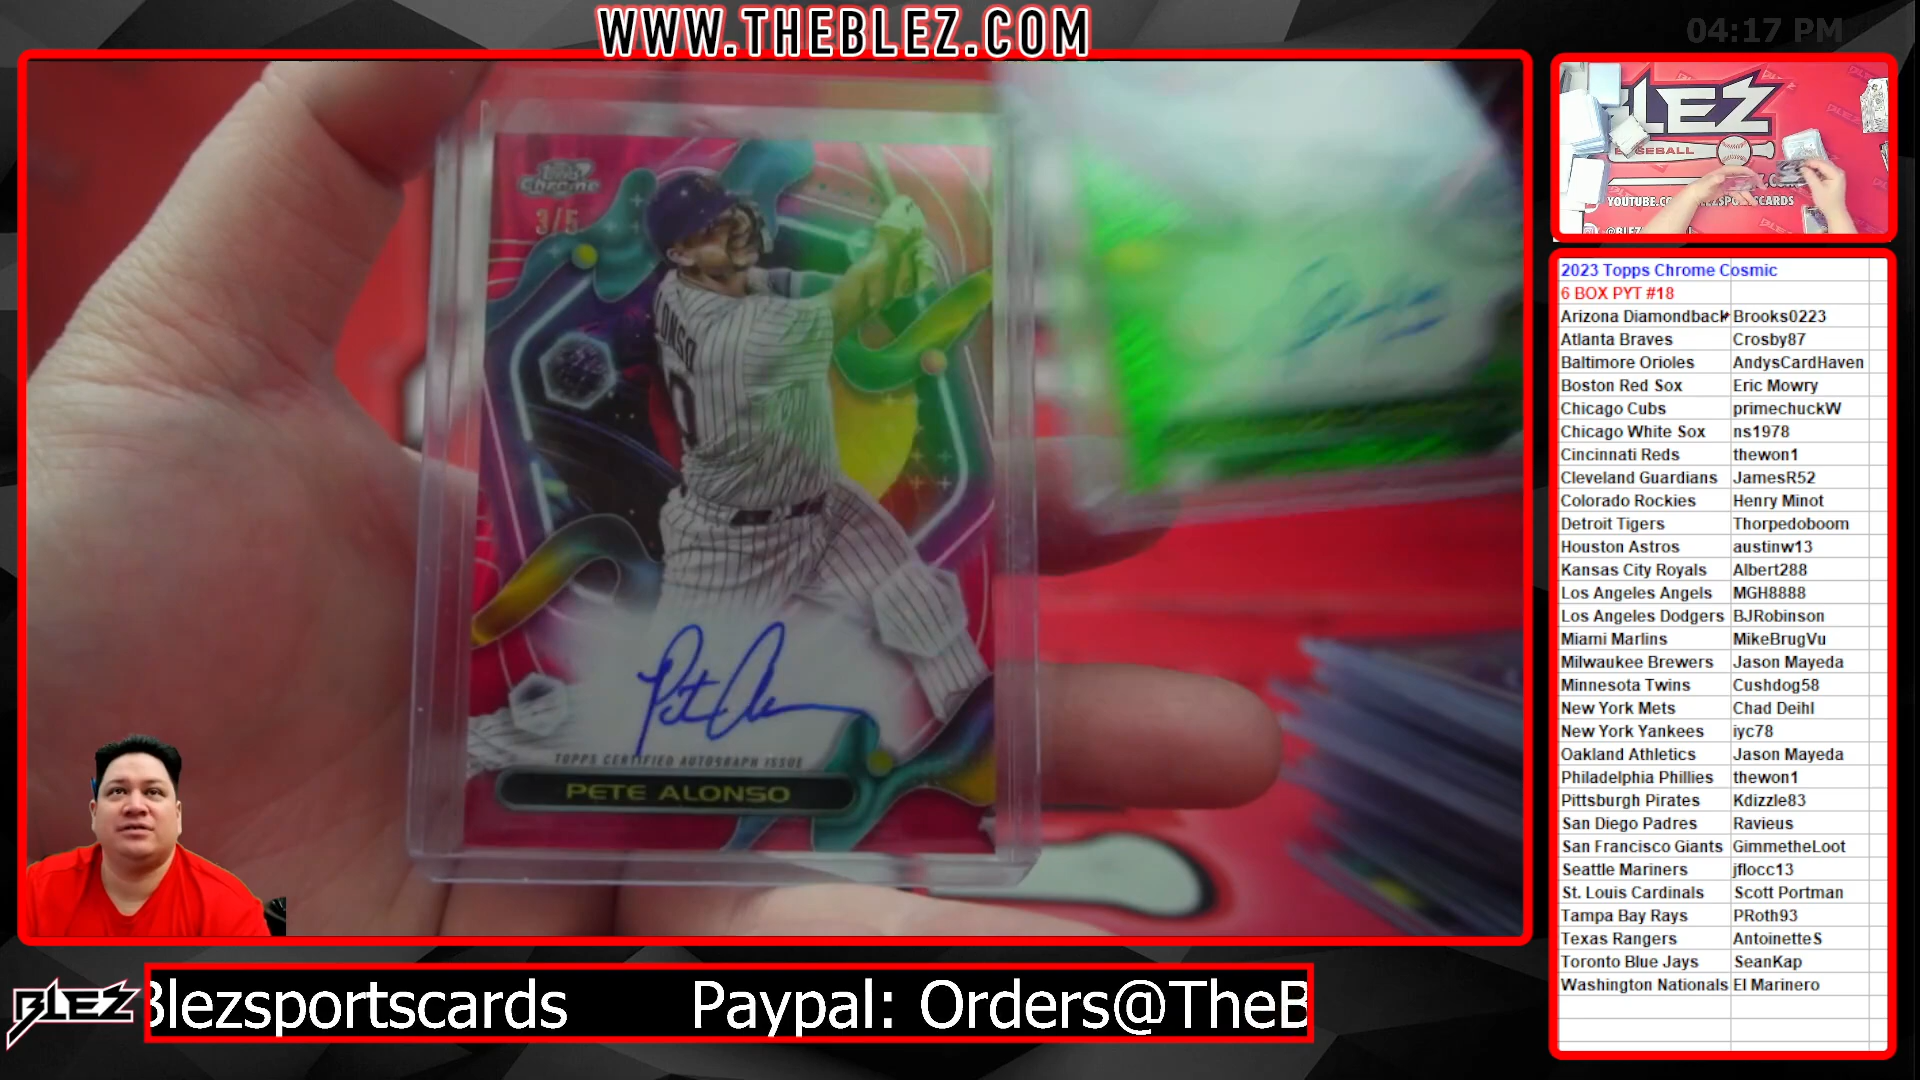 WWW.THEBLEZ.COM
04:17 PM
Topps
Chrome
3/5
TOPPS CERTIFIED AUTOGRAPH ISSUE
PETE ALONSO
BLEZ
BASEBALL
2023 Topps Chrome Cosmic
6 BOX PYT #18
Arizona Diamondback Brooks0223
Atlanta Braves Crosby87
Baltimore Orioles AndysCardHaven
Boston Red Sox Eric Mowry
Chicago Cubs primechuckW
Chicago White Sox ns1978
Cincinnati Reds thewon1
Cleveland Guardians JamesR52
Colorado Rockies Henry Minot
Detroit Tigers Thorpedoboom
Houston Astros austinw13
Kansas City Royals Albert288
Los Angeles Angels MGH8888
Los Angeles Dodgers BJRobinson
Miami Marlins MikeBrugVu
Milwaukee Brewers Jason Mayeda
Minnesota Twins Cushdog58
New York Mets Chad Deihl
New York Yankees iyc78
Oakland Athletics Jason Mayeda
Philadelphia Phillies thewon1
Pittsburgh Pirates Kdizzle83
San Diego Padres Ravieus
San Francisco Giants GimmetheLoot
Seattle Mariners jflocc13
St. Louis Cardinals Scott Portman
Tampa Bay Rays PRoth93
Texas Rangers AntoinetteS
Toronto Blue Jays SeanKap
Washington Nationals El Marinero
BLEZ
Blezsportscards Paypal: Orders@TheB